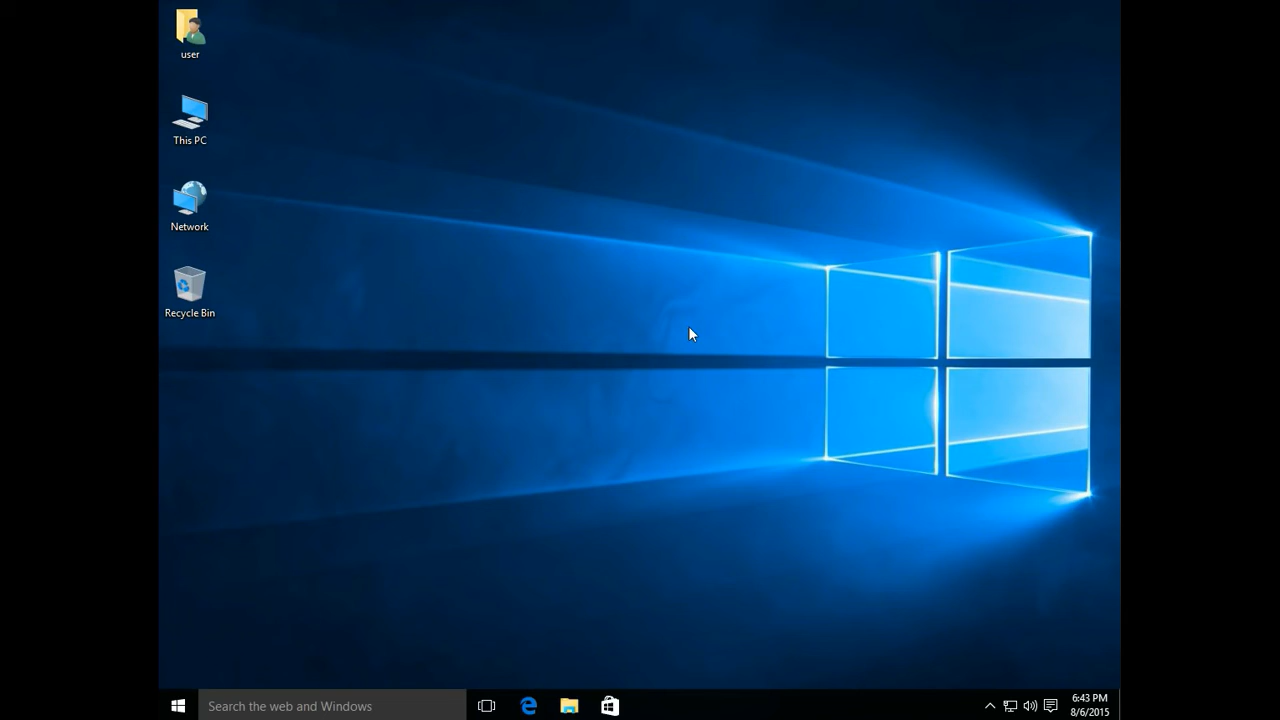 user
This PC
Network
Recycle Bin
Search the web and Windows
6:43 PM
8/6/2015